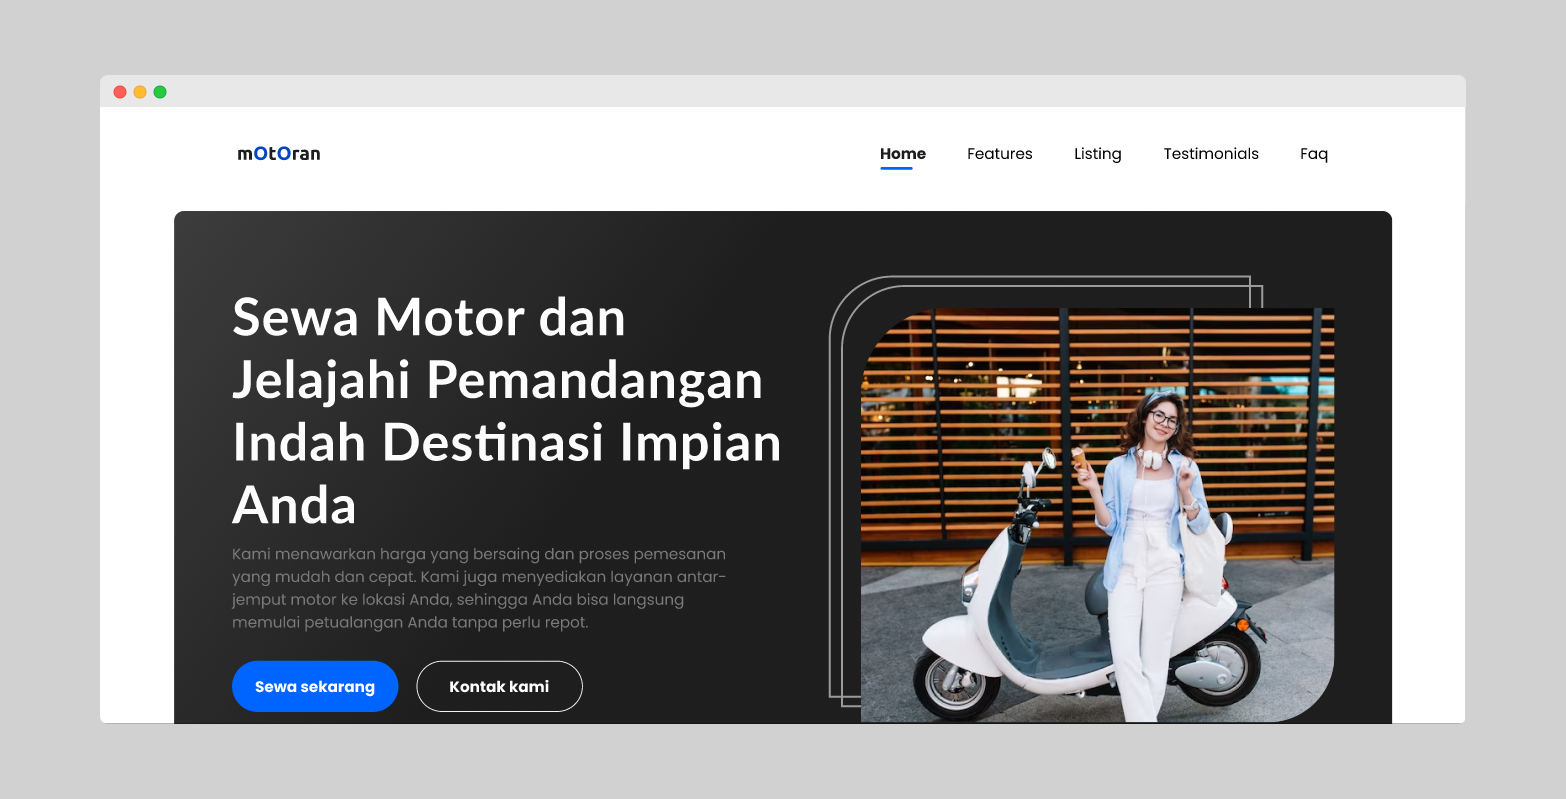 mOtOran
Home Features Listing Testimonials Faq
Sewa Motor dan
Jelajahi Pemandangan
Indah Destinasi Impian
Anda
Kami menawarkan harga yang bersaing dan proses pemesanan
yang mudah dan cepat. Kami juga menyediakan layanan antar-
jemput motor ke lokasi Anda, sehingga Anda bisa langsung
memulai petualangan Anda tanpa perlu repot.
Sewa sekarang Kontak kami